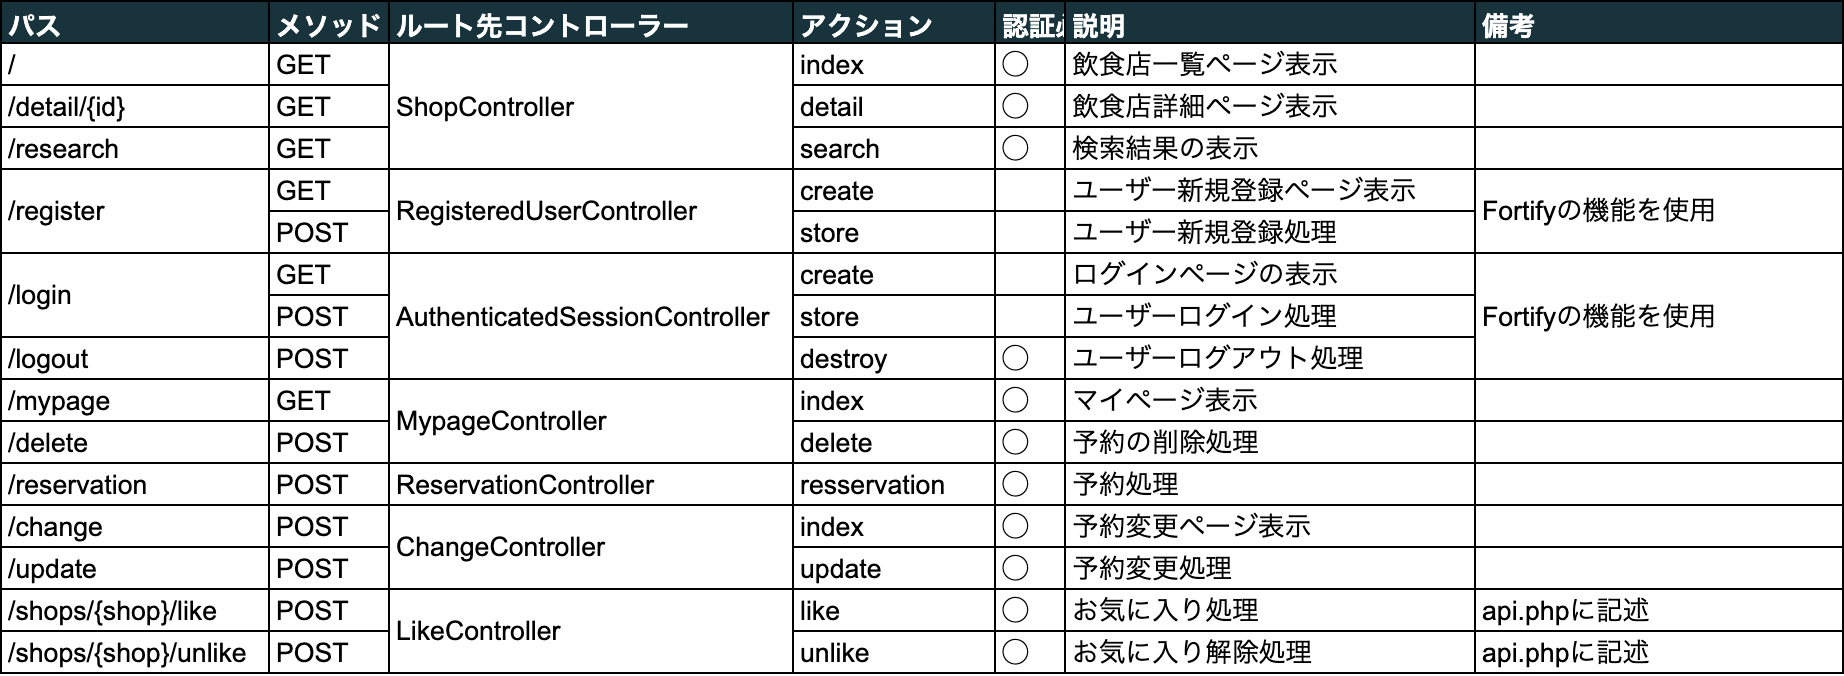 パス メソッド ルート先コントローラー アクション 認証 説明 備考
/ GET ShopController index ◯ 飲食店一覧ページ表示
/detail/{id} GET detail ◯ 飲食店詳細ページ表示
/research GET search ◯ 検索結果の表示
/register GET RegisteredUserController create ユーザー新規登録ページ表示 Fortifyの機能を使用
POST store ユーザー新規登録処理
/login GET AuthenticatedSessionController create ログインページの表示 Fortifyの機能を使用
POST store ユーザーログイン処理
/logout POST destroy ◯ ユーザーログアウト処理
/mypage GET MypageController index ◯ マイページ表示
/delete POST delete ◯ 予約の削除処理
/reservation POST ReservationController resservation ◯ 予約処理
/change POST ChangeController index ◯ 予約変更ページ表示
/update POST update ◯ 予約変更処理
/shops/{shop}/like POST LikeController like ◯ お気に入り処理 api.phpに記述
/shops/{shop}/unlike POST unlike ◯ お気に入り解除処理 api.phpに記述